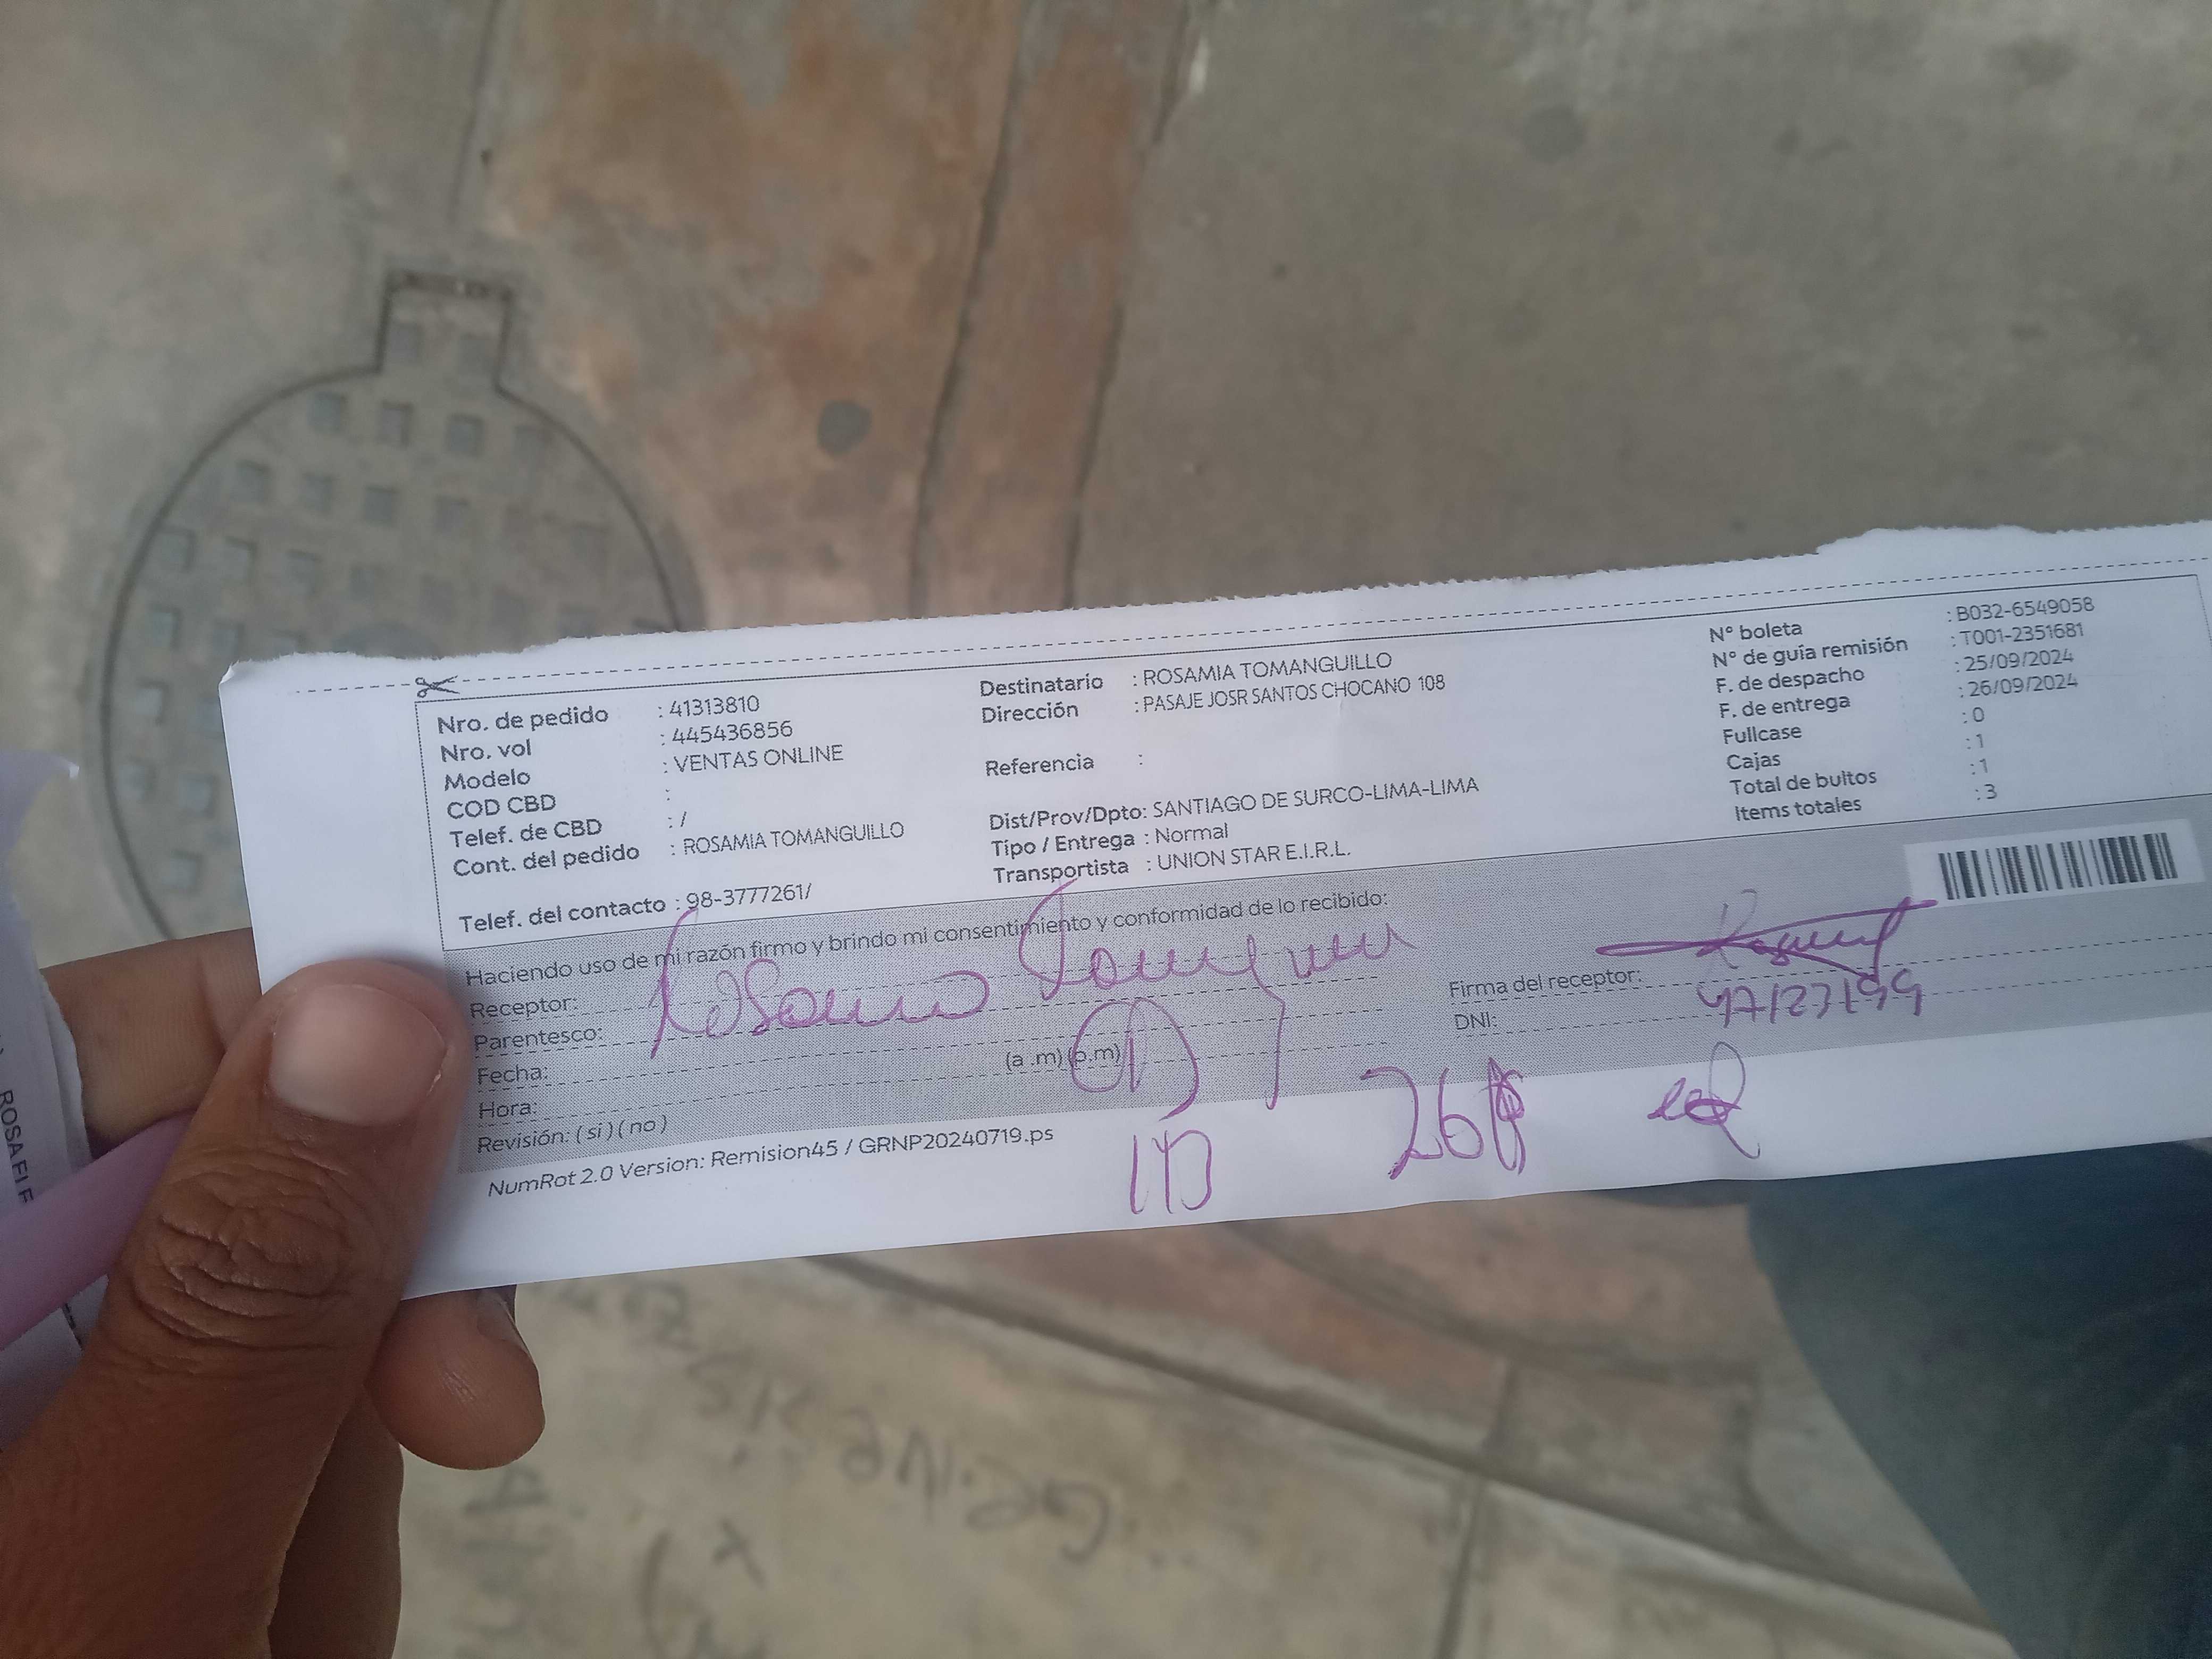 Nro. de pedido : 41313810
Nro. vol : 445436856
Modelo : VENTAS ONLINE
COD CBD :
Telef. de CBD : /
Cont. del pedido : ROSAMIA TOMANGUILLO
Telef. del contacto : 98-3777261/
Destinatario : ROSAMIA TOMANGUILLO
Dirección : PASAJE JOSR SANTOS CHOCANO 108
Referencia :
Dist/Prov/Dpto: SANTIAGO DE SURCO-LIMA-LIMA
Tipo / Entrega : Normal
Transportista : UNION STAR E.I.R.L.
N° boleta : B032-6549058
N° de guía remisión : T001-2351681
F. de despacho : 25/09/2024
F. de entrega : 26/09/2024
Fullcase : 0
Cajas : 1
Total de bultos : 1
Items totales : 3
Haciendo uso de mi razón firmo y brindo mi consentimiento y conformidad de lo recibido:
Receptor:
Parentesco:
Fecha:
Hora: (a .m) (p.m)
Revisión: ( si ) ( no )
Firma del receptor:
DNI:
NumRot 2.0 Version: Remision45 / GRNP20240719.ps
ROSA